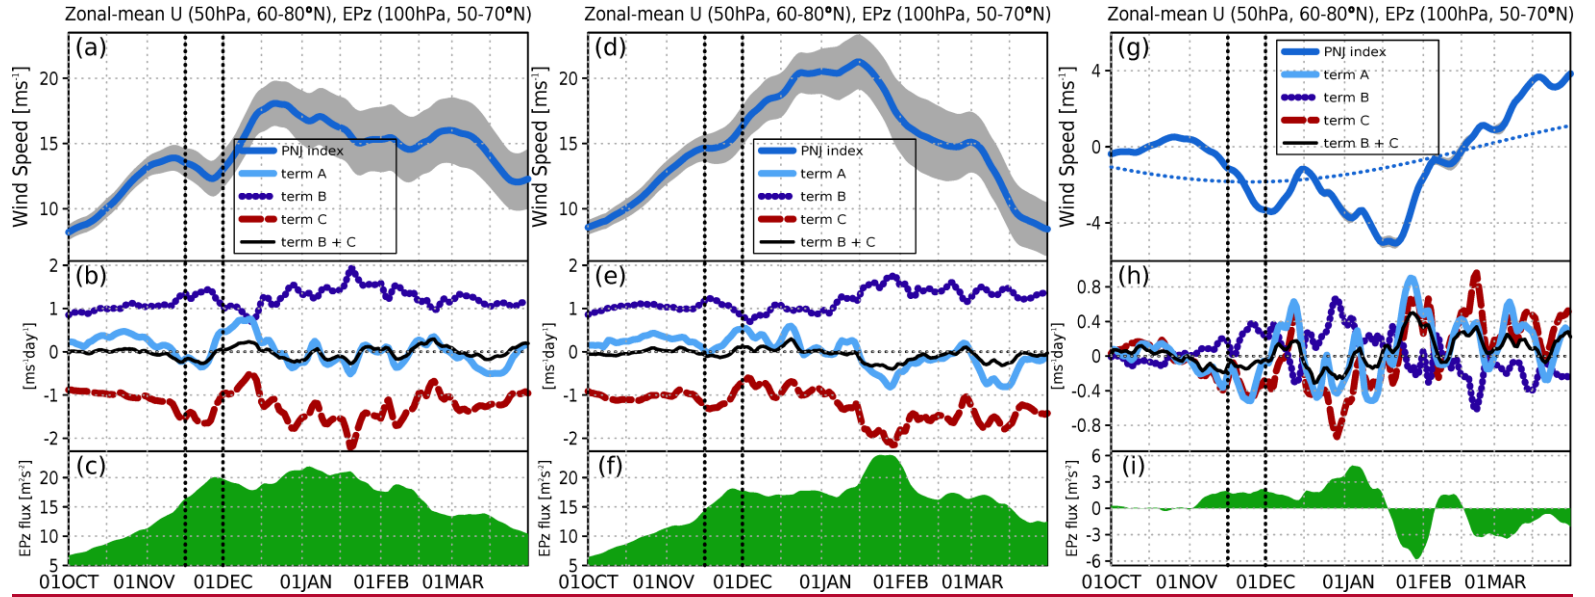 Zonal-mean U (50hPa, 60-80°N), EPz (100hPa, 50-70°N)
(a)
Wind Speed [ms⁻¹]
20
15
10
PNJ index
term A
term B
term C
term B + C
(b)
[ms⁻¹day⁻¹]
2
1
0
-1
-2
(c)
EPz flux [m²s⁻²]
20
15
10
5
01OCT 01NOV 01DEC 01JAN 01FEB 01MAR
Zonal-mean U (50hPa, 60-80°N), EPz (100hPa, 50-70°N)
(d)
Wind Speed [ms⁻¹]
20
15
10
PNJ index
term A
term B
term C
term B + C
(e)
[ms⁻¹day⁻¹]
2
1
0
-1
-2
(f)
EPz flux [m²s⁻²]
20
15
10
5
01OCT 01NOV 01DEC 01JAN 01FEB 01MAR
Zonal-mean U (50hPa, 60-80°N), EPz (100hPa, 50-70°N)
(g)
Wind Speed [ms⁻¹]
4
0
-4
PNJ index
term A
term B
term C
term B + C
(h)
[ms⁻¹day⁻¹]
0.8
0.4
0
-0.4
-0.8
(i)
EPz flux [m²s⁻²]
6
3
0
-3
-6
01OCT 01NOV 01DEC 01JAN 01FEB 01MAR